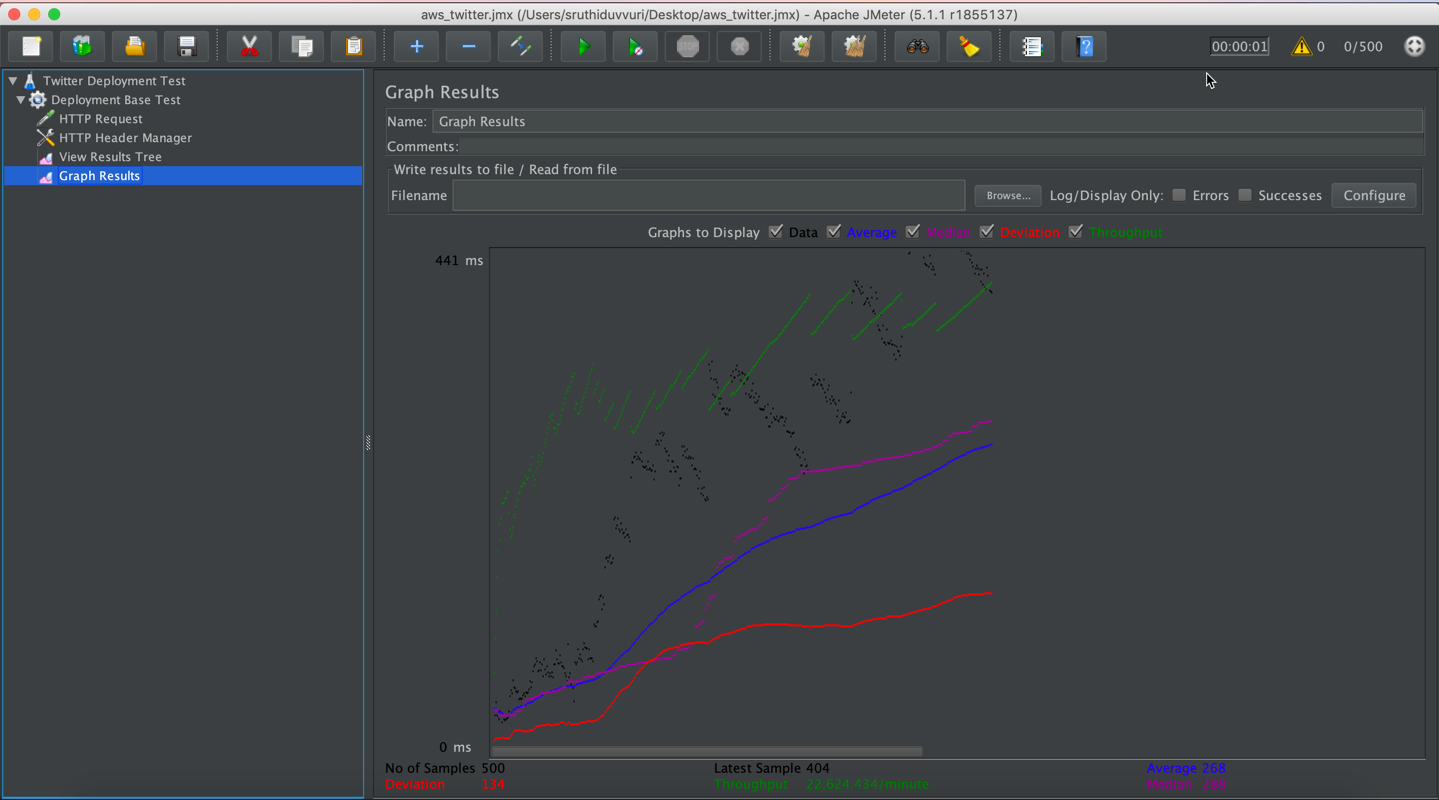 aws_twitter.jmx (/Users/sruthiduvvuri/Desktop/aws_twitter.jmx) - Apache JMeter (5.1.1 r1855137)
STOP 00:00:01 0 0/500
Twitter Deployment Test
Deployment Base Test
HTTP Request
HTTP Header Manager
View Results Tree
Graph Results
Graph Results
Name: Graph Results
Comments:
Write results to file / Read from file
Filename Browse... Log/Display Only: Errors Successes Configure
Graphs to Display Data Average Median Deviation Throughput
441 ms
0 ms
No of Samples 500 Latest Sample 404 Average 268
Deviation 134 Throughput 22,624.434/minute Median